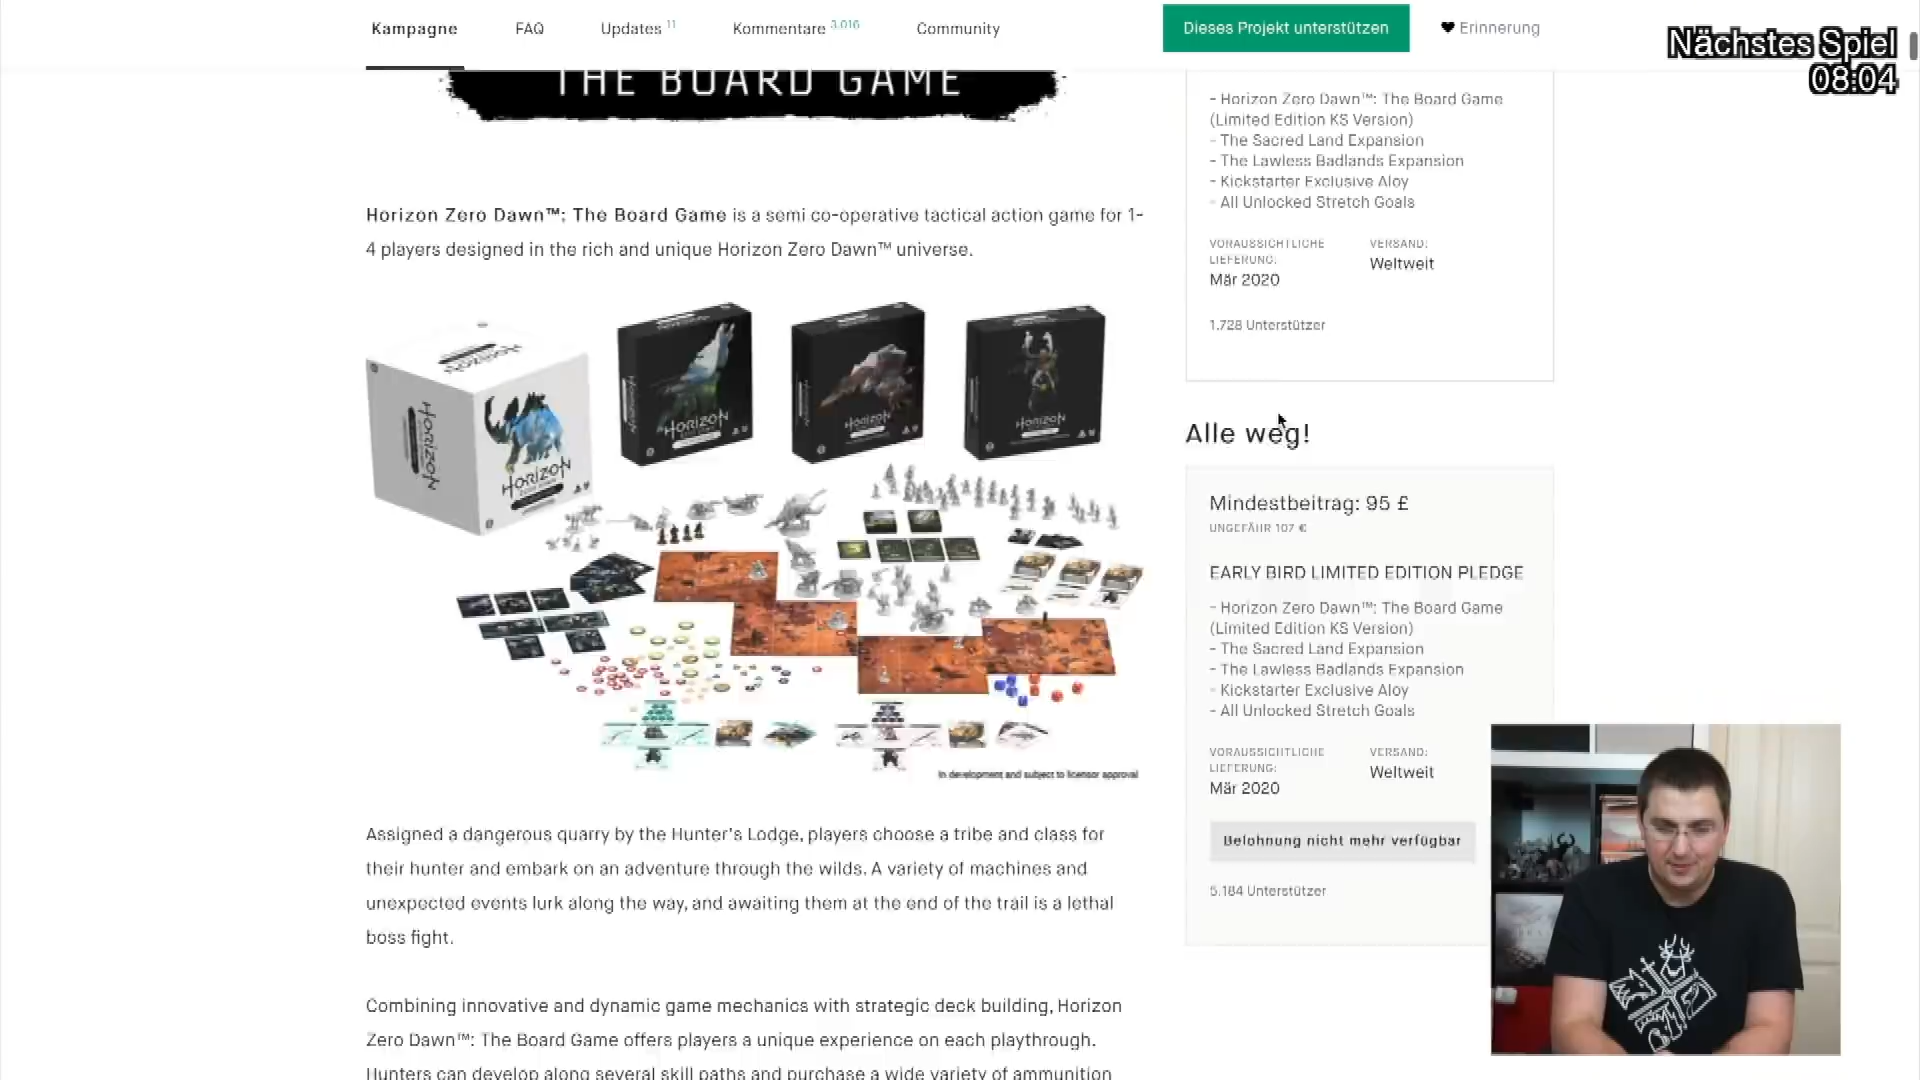 Kampagne
FAQ
Updates 11
Kommentare 3.016
Community
Dieses Projekt unterstützen
Erinnerung
Nächstes Spiel
08:04
THE BOARD GAME
Horizon Zero Dawn™: The Board Game is a semi co-operative tactical action game for 1-
4 players designed in the rich and unique Horizon Zero Dawn™ universe.
HORIZON
HORIZON
HORIZON
HORIZON
HORIZON
HORIZON
In development and subject to licensor approval
Assigned a dangerous quarry by the Hunter's Lodge, players choose a tribe and class for
their hunter and embark on an adventure through the wilds. A variety of machines and
unexpected events lurk along the way, and awaiting them at the end of the trail is a lethal
boss fight.
Combining innovative and dynamic game mechanics with strategic deck building, Horizon
Zero Dawn™: The Board Game offers players a unique experience on each playthrough.
Hunters can develop along several skill paths and purchase a wide variety of ammunition
- Horizon Zero Dawn™: The Board Game
(Limited Edition KS Version)
- The Sacred Land Expansion
- The Lawless Badlands Expansion
- Kickstarter Exclusive Aloy
- All Unlocked Stretch Goals
VORAUSSICHTLICHE
LIEFERUNG:
Mär 2020
VERSAND:
Weltweit
1.728 Unterstützer
Alle weg!
Mindestbeitrag: 95 £
UNGEFÄHR 107 €
EARLY BIRD LIMITED EDITION PLEDGE
- Horizon Zero Dawn™: The Board Game
(Limited Edition KS Version)
- The Sacred Land Expansion
- The Lawless Badlands Expansion
- Kickstarter Exclusive Aloy
- All Unlocked Stretch Goals
VORAUSSICHTLICHE
LIEFERUNG:
Mär 2020
VERSAND:
Weltweit
Belohnung nicht mehr verfügbar
5.184 Unterstützer